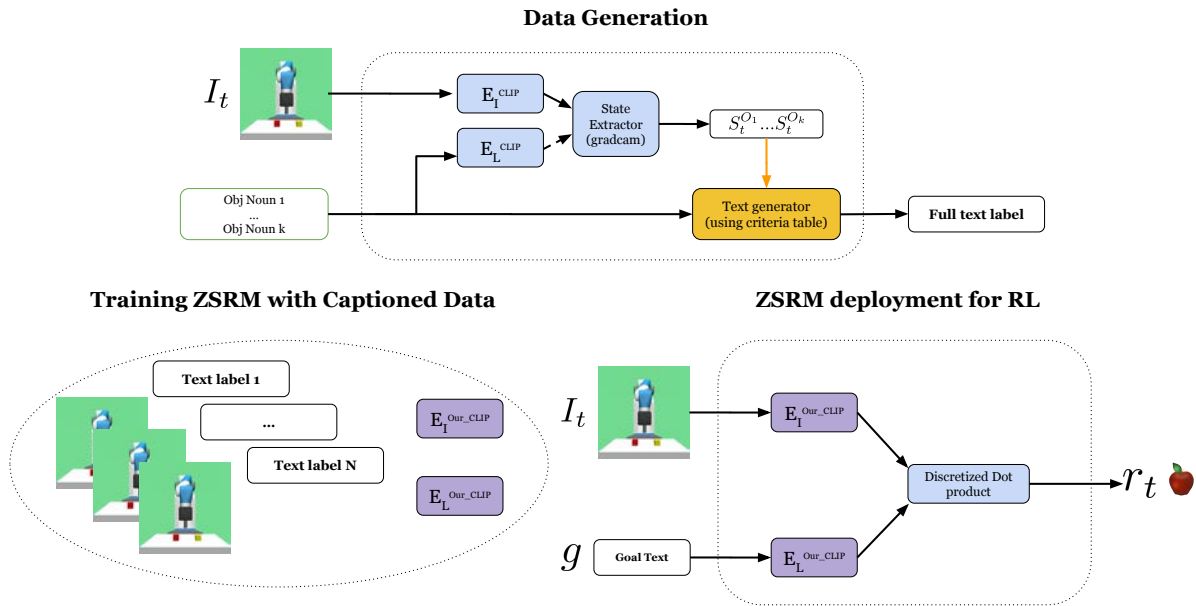 Data Generation
I_t
E_I^CLIP
E_L^CLIP
State
Extractor
(gradcam)
S_t^{O_1}...S_t^{O_k}
Obj Noun 1
...
Obj Noun k
Text generator
(using criteria table)
Full text label
Training ZSRM with Captioned Data
Text label 1
...
Text label N
E_I^Our_CLIP
E_L^Our_CLIP
ZSRM deployment for RL
I_t
E_I^Our_CLIP
Discretized Dot
product
r_t
g
Goal Text
E_L^Our_CLIP